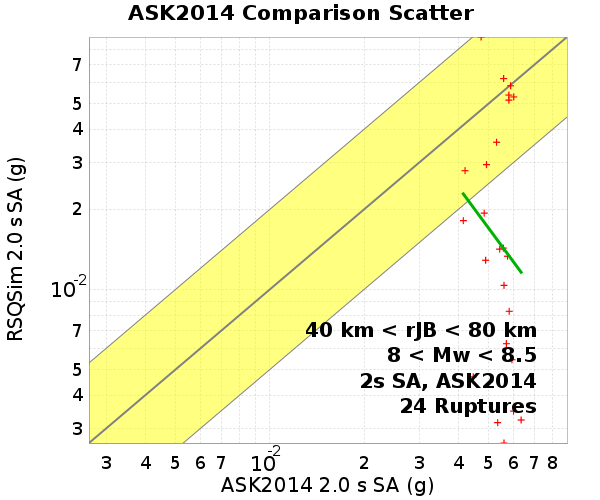 ASK2014 Comparison Scatter
RSQSim 2.0 s SA (g)
7
5
4
3
2
10-2
7
5
4
3
40 km < rJB < 80 km
8 < Mw < 8.5
2s SA, ASK2014
24 Ruptures
3 4 5 6 7 10-2 2 3 4 5 6 7 8
ASK2014 2.0 s SA (g)